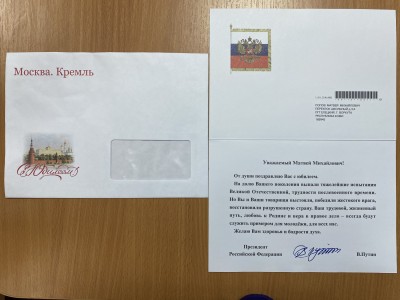 Москва. Кремль
С Юбилеем
Уважаемый Матвей Михайлович!
От души поздравляю Вас с юбилеем.
На долю Вашего поколения выпали тяжелейшие испытания
Великой Отечественной, трудности послевоенного времени.
Но Вы и Ваши товарищи выстояли, победили жестокого врага,
восстановили разрушенную страну. Ваш трудовой, жизненный
путь, любовь к Родине и вера в правое дело – всегда будут
служить примером для молодёжи, для всех нас.
Желаю Вам здоровья и бодрости духа.
Президент
Российской Федерации
В.Путин